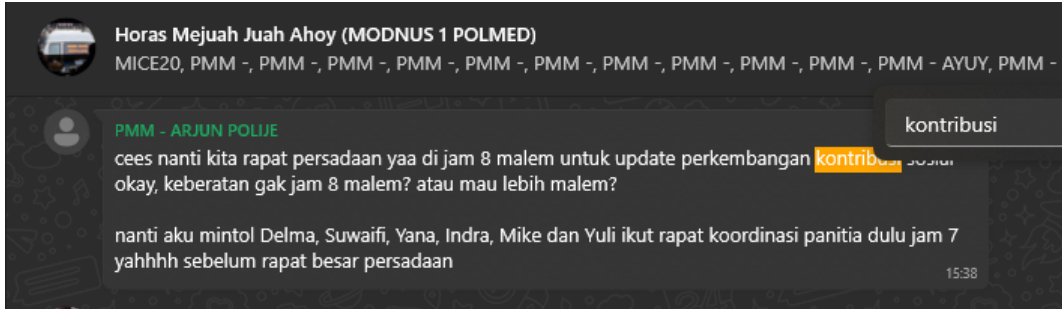 Horas Mejuah Juah Ahoy (MODNUS 1 POLMED)
MICE20, PMM -, PMM -, PMM -, PMM -, PMM -, PMM -, PMM -, PMM -, PMM -, PMM -, PMM - AYUY, PMM -
kontribusi
PMM - ARJUN POLIJE
cees nanti kita rapat persadaan yaa di jam 8 malem untuk update perkembangan kontribusi sosial
okay, keberatan gak jam 8 malem? atau mau lebih malem?
nanti aku mintol Delma, Suwaifi, Yana, Indra, Mike dan Yuli ikut rapat koordinasi panitia dulu jam 7
yahhhh sebelum rapat besar persadaan
15:38